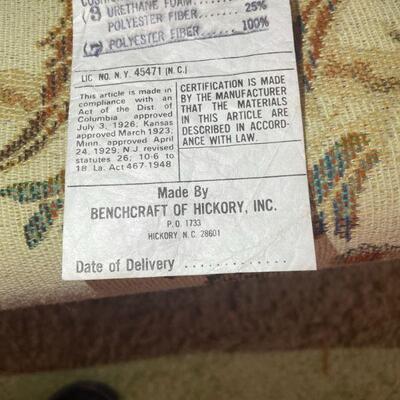 URETHANE FOAM....... 25%
POLYESTER FIBER.....
POLYESTER FIBER........ 100%
LIC. NO. N.Y. 45471 (N.C.)
This article is made in
compliance with an
Act of the Dist. of
Columbia approved
July 3, 1926; Kansas
approved March 1923;
Minn. approved April
24, 1929; N.J. revised
statutes 26; 10-6 to
18. La. Act 467-1948
CERTIFICATION IS MADE
BY THE MANUFACTURER
THAT THE MATERIALS
IN THIS ARTICLE ARE
DESCRIBED IN ACCORD-
ANCE WITH LAW.
Made By
BENCHCRAFT OF HICKORY, INC.
P.O. 1733
HICKORY, N.C. 28601
Date of Delivery .............